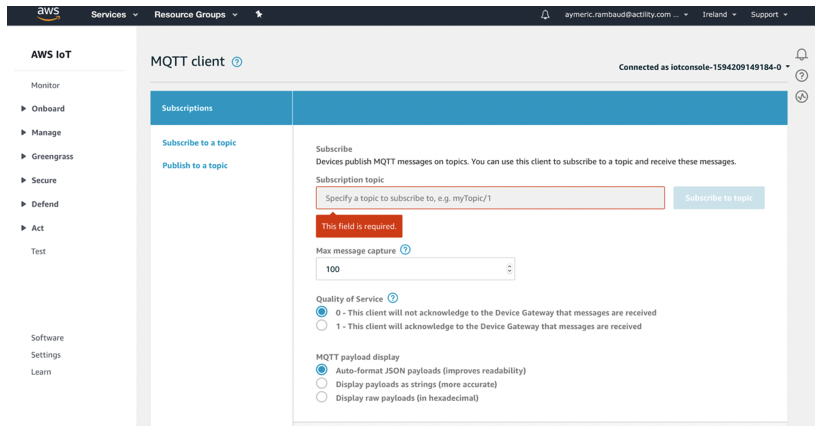 aws
Services
Resource Groups
aymeric.rambaud@actility.com ...
Ireland
Support
AWS IoT
Monitor
Onboard
Manage
Greengrass
Secure
Defend
Act
Test
Software
Settings
Learn
MQTT client ?
Connected as iotconsole-1594209149184-0
Subscriptions
Subscribe to a topic
Publish to a topic
Subscribe
Devices publish MQTT messages on topics. You can use this client to subscribe to a topic and receive these messages.
Subscription topic
Specify a topic to subscribe to, e.g. myTopic/1
Subscribe to topic
This field is required.
Max message capture ?
100
Quality of Service ?
0 - This client will not acknowledge to the Device Gateway that messages are received
1 - This client will acknowledge to the Device Gateway that messages are received
MQTT payload display
Auto-format JSON payloads (improves readability)
Display payloads as strings (more accurate)
Display raw payloads (in hexadecimal)
?